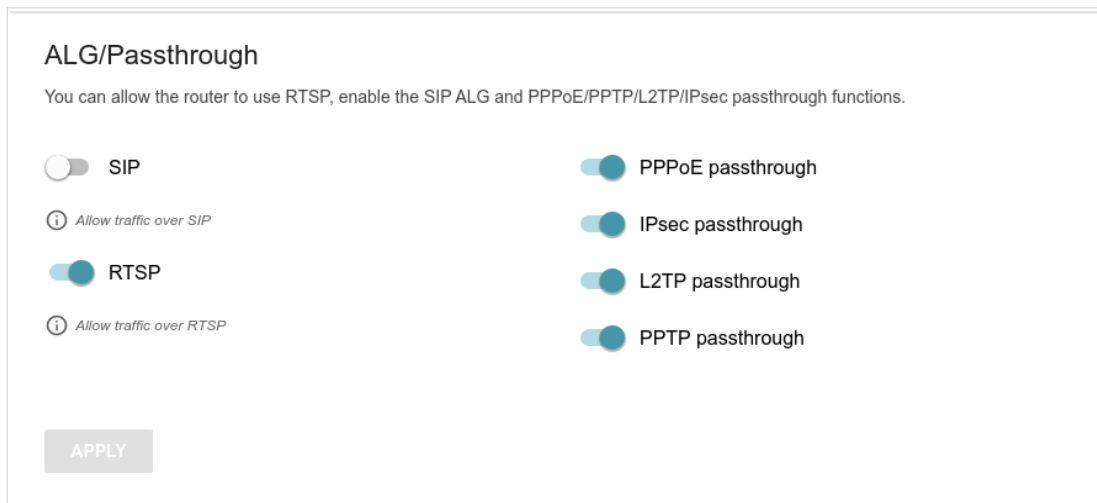 ALG/Passthrough
You can allow the router to use RTSP, enable the SIP ALG and PPPoE/PPTP/L2TP/IPsec passthrough functions.
SIP
Allow traffic over SIP
RTSP
Allow traffic over RTSP
PPPoE passthrough
IPsec passthrough
L2TP passthrough
PPTP passthrough
APPLY